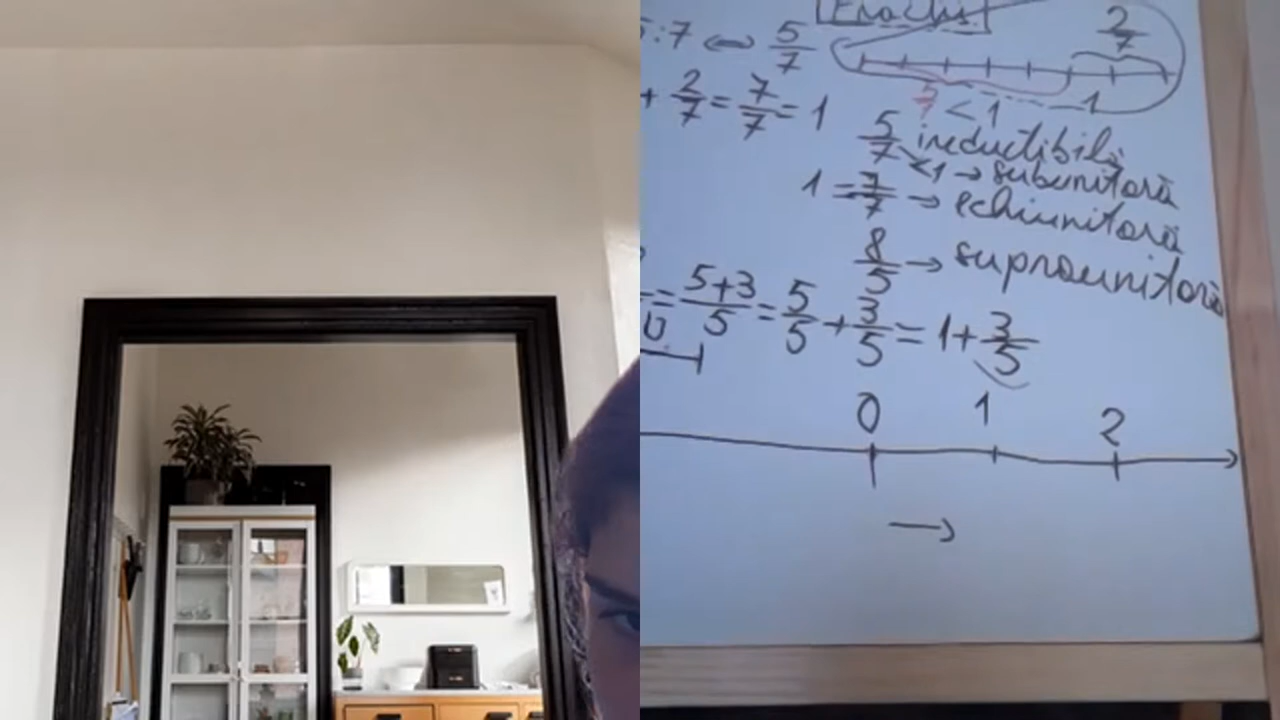 2/7
5:7 ⇔ 5/7
5/7 < 1
1
+ 2/7 = 7/7 = 1
5/7 ireductibilă
<1 → subunitară
1 = 7/7 → echiunitară
8/5 → supraunitară
= 5+3/5 = 5/5 + 3/5 = 1 + 3/5
0 1 2
→